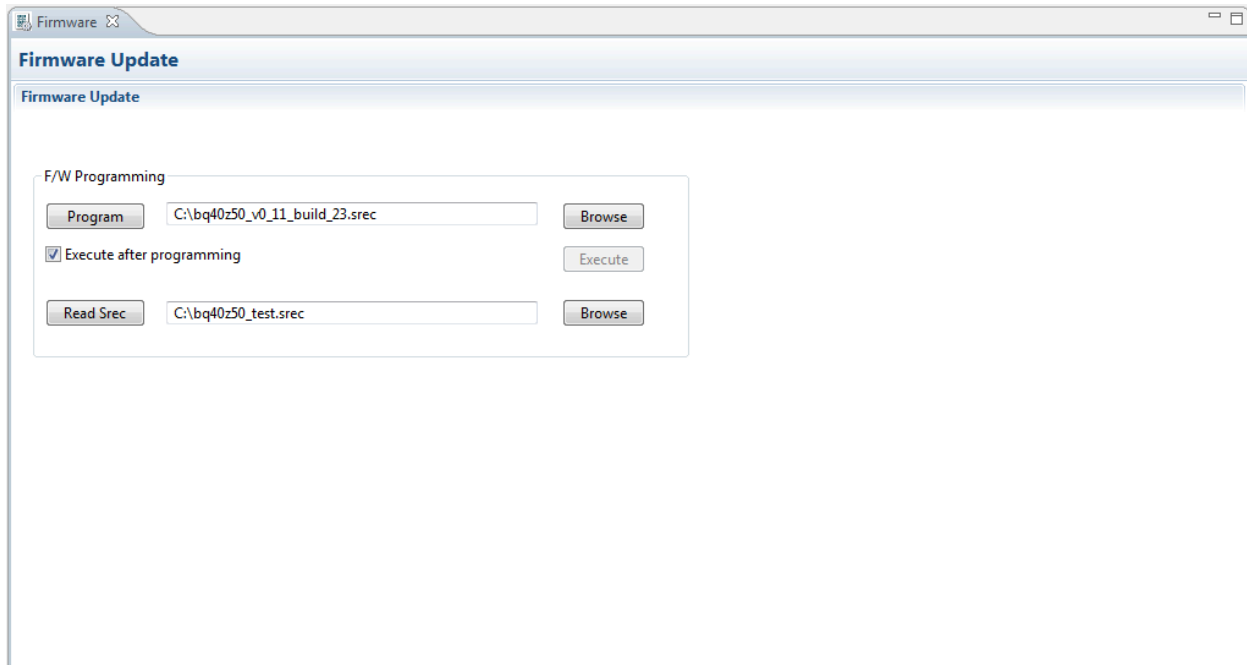 Firmware
Firmware Update
Firmware Update
F/W Programming
Program C:\bq40z50_v0_11_build_23.srec Browse
Execute after programming Execute
Read Srec C:\bq40z50_test.srec Browse